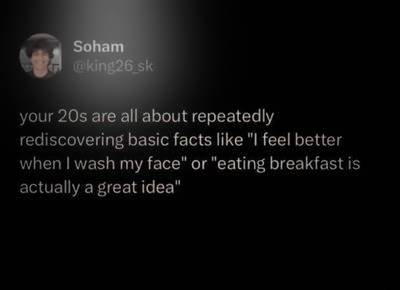 Soham
@king26_sk
your 20s are all about repeatedly
rediscovering basic facts like "I feel better
when I wash my face" or "eating breakfast is
actually a great idea"